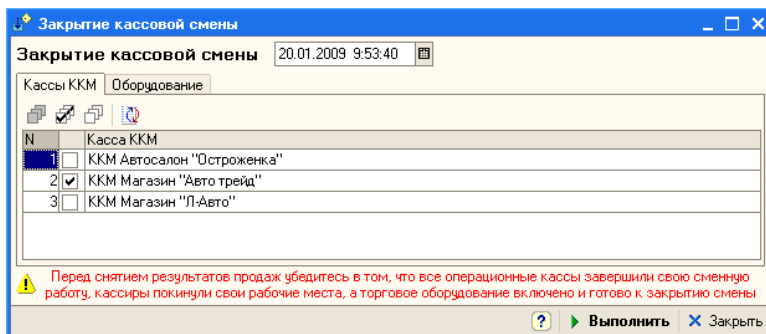 Закрытие кассовой смены
Закрытие кассовой смены 20.01.2009 9:53:40
Кассы ККМ Оборудование
N Касса ККМ
1 ККМ Автосалон "Остроженка"
2 ККМ Магазин "Авто трейд"
3 ККМ Магазин "Л-Авто"
Перед снятием результатов продаж убедитесь в том, что все операционные кассы завершили свою сменную
работу, кассиры покинули свои рабочие места, а торговое оборудование включено и готово к закрытию смены
? Выполнить Закрыть